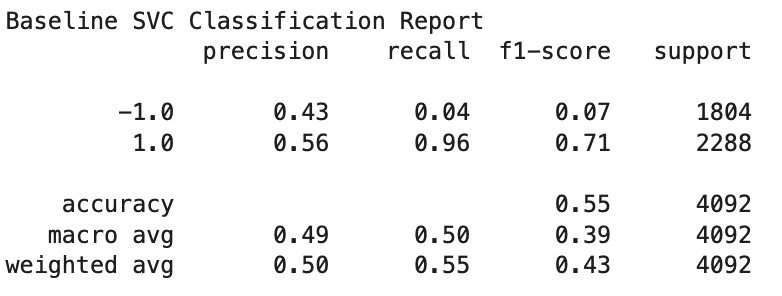 Baseline SVC Classification Report
precision recall f1-score support
-1.0 0.43 0.04 0.07 1804
1.0 0.56 0.96 0.71 2288
accuracy 0.55 4092
macro avg 0.49 0.50 0.39 4092
weighted avg 0.50 0.55 0.43 4092